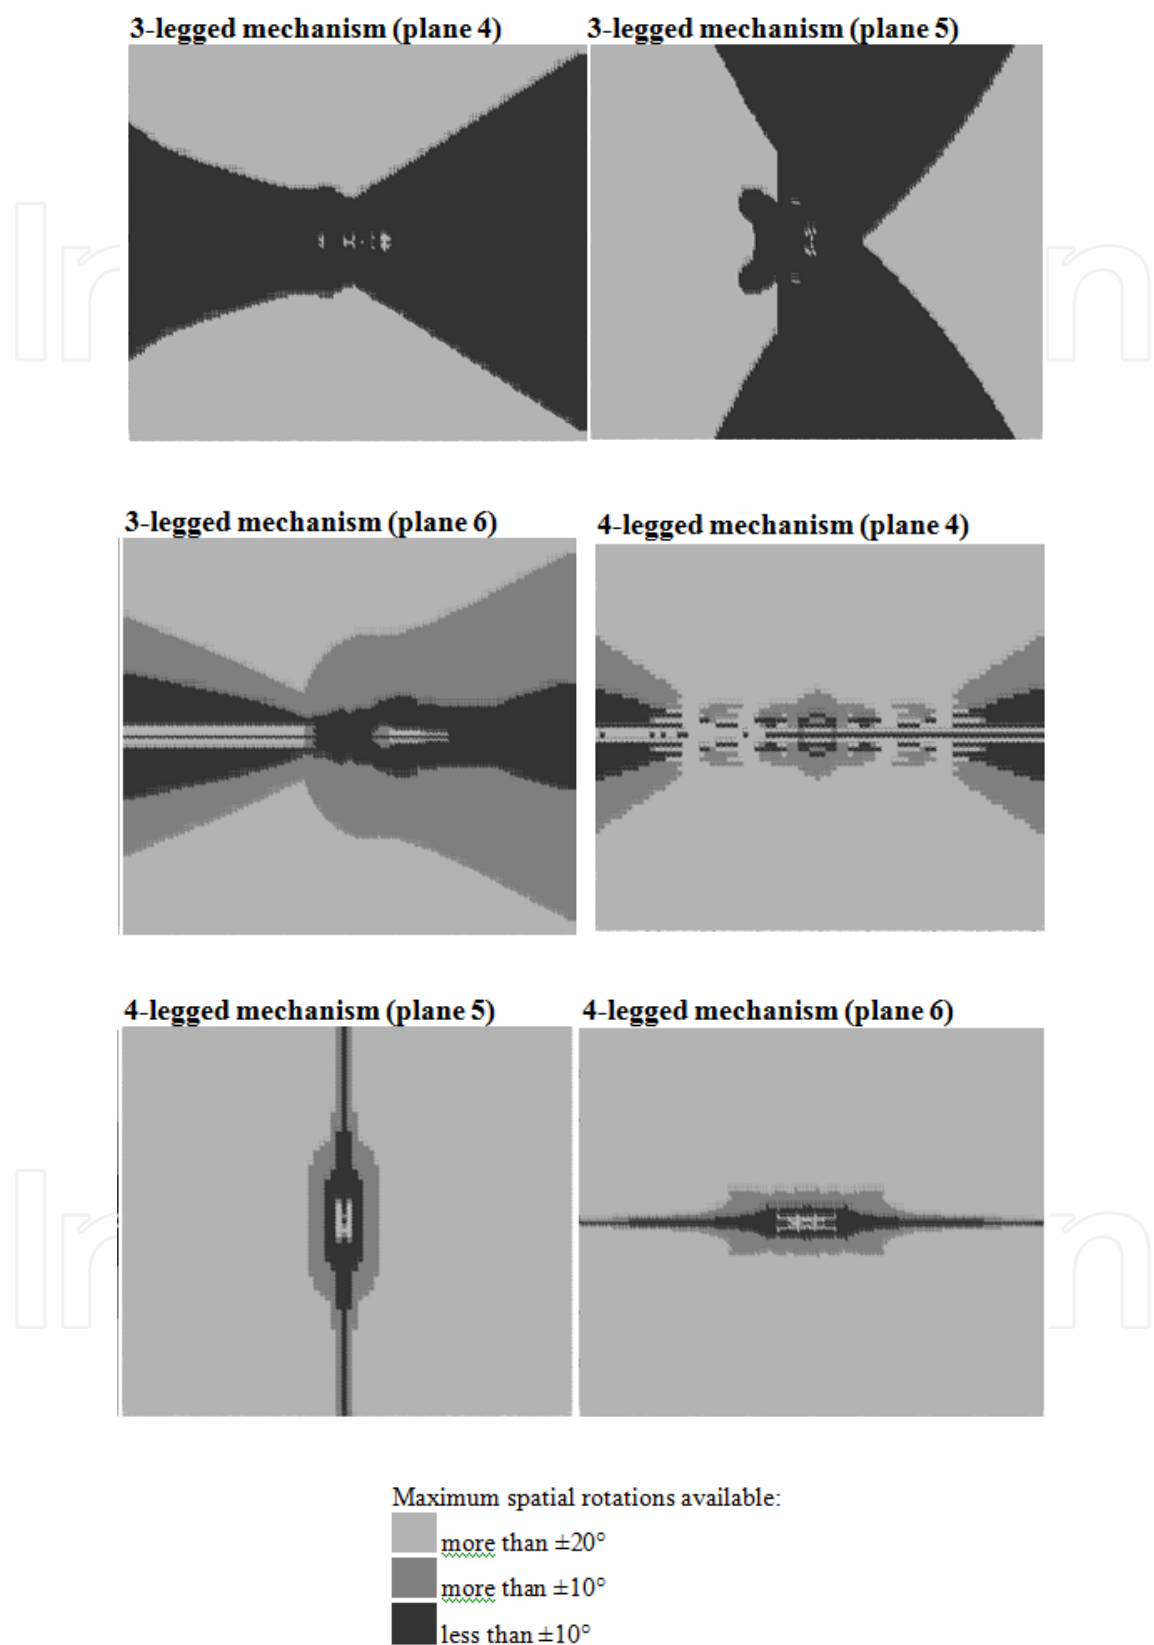 3-legged mechanism (plane 4)
3-legged mechanism (plane 5)
3-legged mechanism (plane 6)
4-legged mechanism (plane 4)
4-legged mechanism (plane 5)
4-legged mechanism (plane 6)
Maximum spatial rotations available:
more than ±20°
more than ±10°
less than ±10°